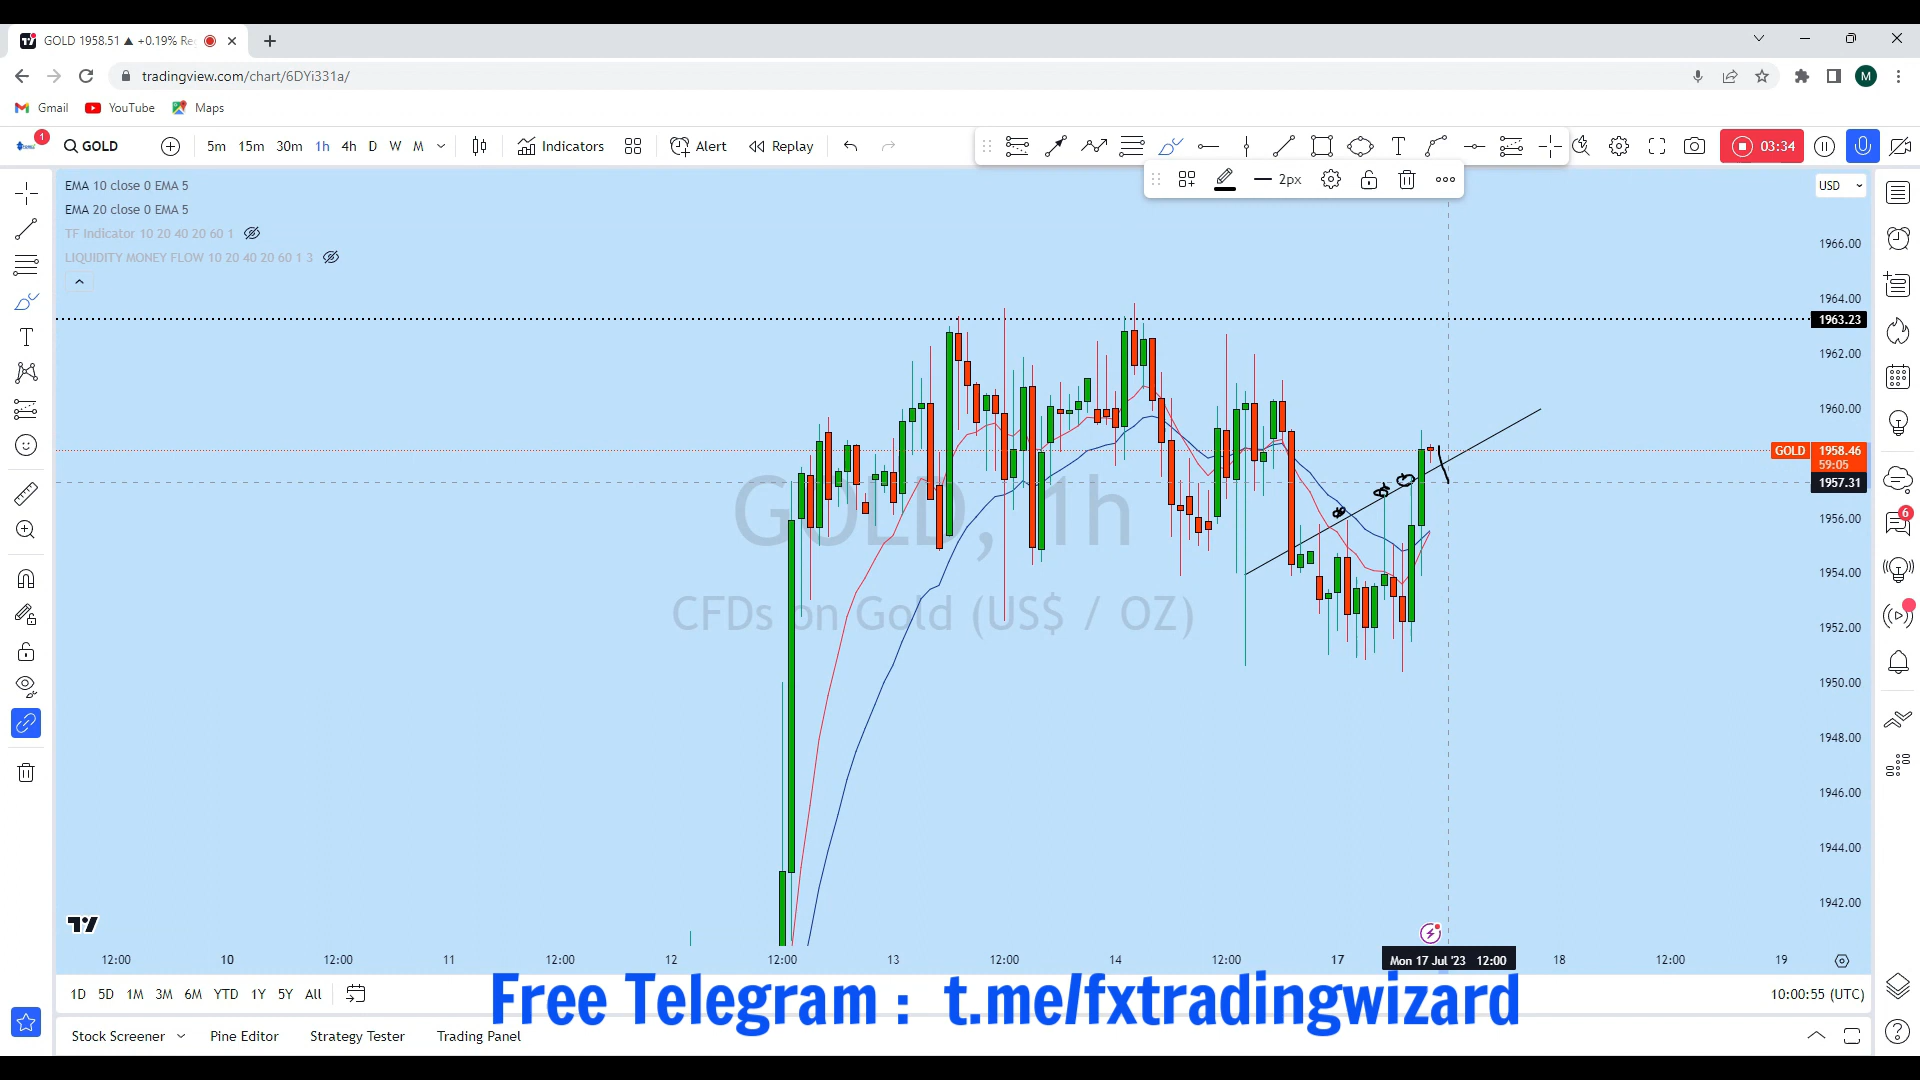 GOLD 1958.51 ▲ +0.19% Re
tradingview.com/chart/6DYi331a/
Gmail YouTube Maps M
1 GOLD 5m 15m 30m 1h 4h D W M Indicators Alert Replay 03:34
2px
EMA 10 close 0 EMA 5
EMA 20 close 0 EMA 5
TF Indicator 10 20 40 20 60 1
LIQUIDITY MONEY FLOW 10 20 40 20 60 1 3
USD
1966.00
1964.00
1963.23
1962.00
1960.00
GOLD 1958.46
59:05
1957.31
1956.00
1954.00
1952.00
1950.00
1948.00
1946.00
1944.00
1942.00
GOLD, 1h
CFDs on Gold (US$ / OZ)
6
12:00 10 12:00 11 12:00 12 12:00 13 12:00 14 12:00 17 Mon 17 Jul '23 12:00 18 12:00 19
1D 5D 1M 3M 6M YTD 1Y 5Y All 10:00:55 (UTC)
Free Telegram : t.me/fxtradingwizard
Stock Screener Pine Editor Strategy Tester Trading Panel